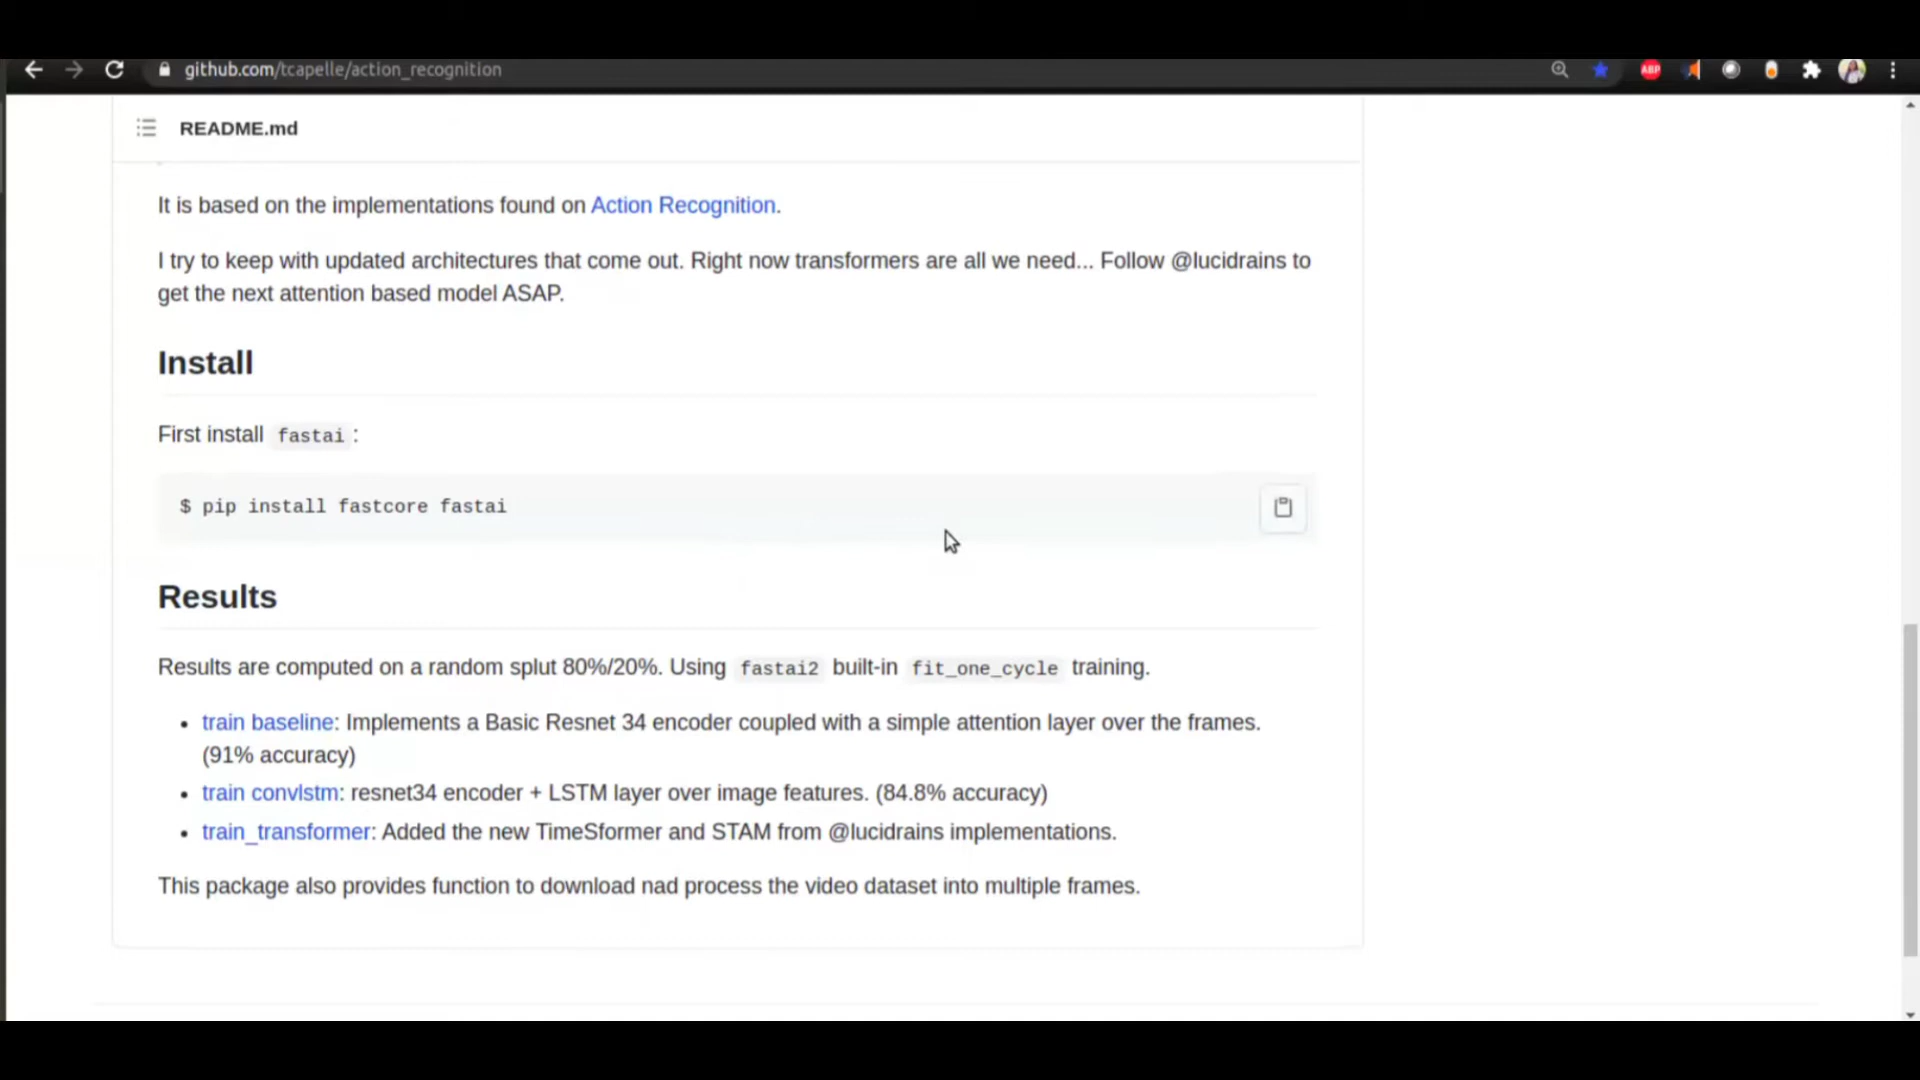 github.com/tcapelle/action_recognition
ABP
README.md
It is based on the implementations found on Action Recognition.
I try to keep with updated architectures that come out. Right now transformers are all we need... Follow @lucidrains to
get the next attention based model ASAP.
Install
First install fastai :
$ pip install fastcore fastai
Results
Results are computed on a random splut 80%/20%. Using fastai2 built-in fit_one_cycle training.
• train baseline: Implements a Basic Resnet 34 encoder coupled with a simple attention layer over the frames.
(91% accuracy)
• train convlstm: resnet34 encoder + LSTM layer over image features. (84.8% accuracy)
• train_transformer: Added the new TimeSformer and STAM from @lucidrains implementations.
This package also provides function to download nad process the video dataset into multiple frames.